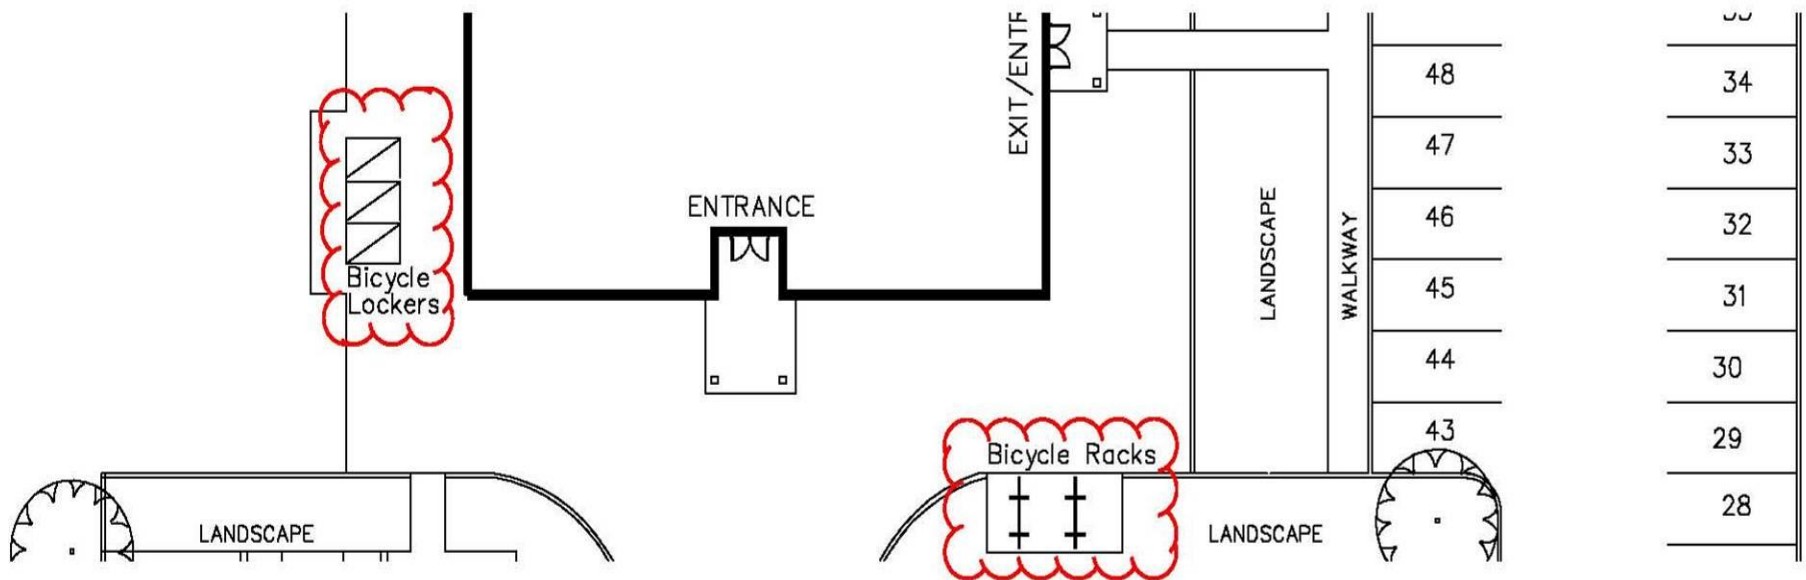 EXIT/ENTR
48
34
47
33
ENTRANCE
46
32
LANDSCAPE
WALKWAY
Bicycle
Lockers
45
31
44
30
43
29
Bicycle Racks
28
LANDSCAPE
LANDSCAPE